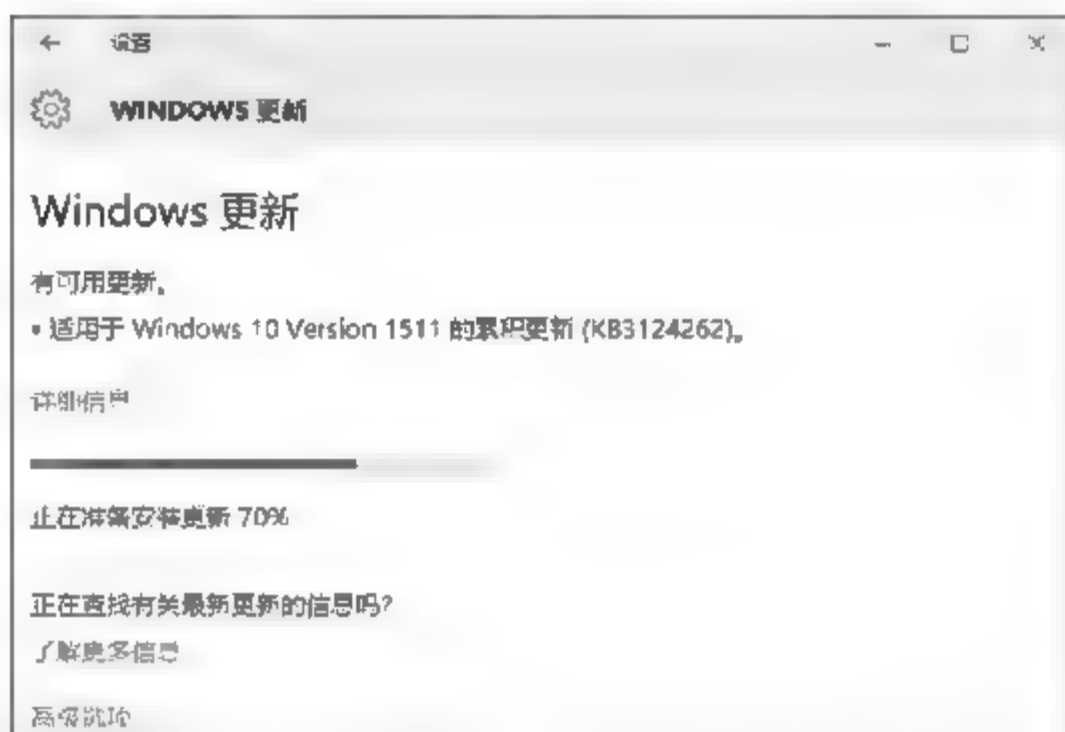 设置
WINDOWS 更新
Windows 更新
有可用更新。
• 适用于 Windows 10 Version 1511 的累积更新 (KB3124262)。
详细信息
正在准备安装更新 70%
正在查找有关最新更新的信息吗?
了解更多信息
高级选项